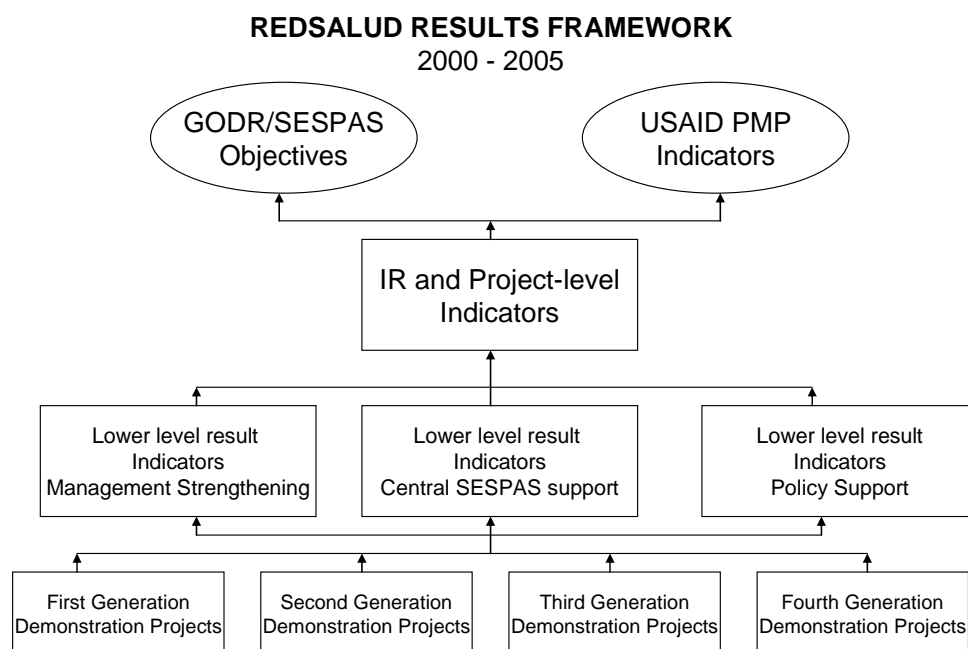 REDSALUD RESULTS FRAMEWORK
2000 - 2005
GODR/SESPAS
Objectives
USAID PMP
Indicators
IR and Project-level
Indicators
Lower level result
Indicators
Management Strengthening
Lower level result
Indicators
Central SESPAS support
Lower level result
Indicators
Policy Support
First Generation
Demonstration Projects
Second Generation
Demonstration Projects
Third Generation
Demonstration Projects
Fourth Generation
Demonstration Projects